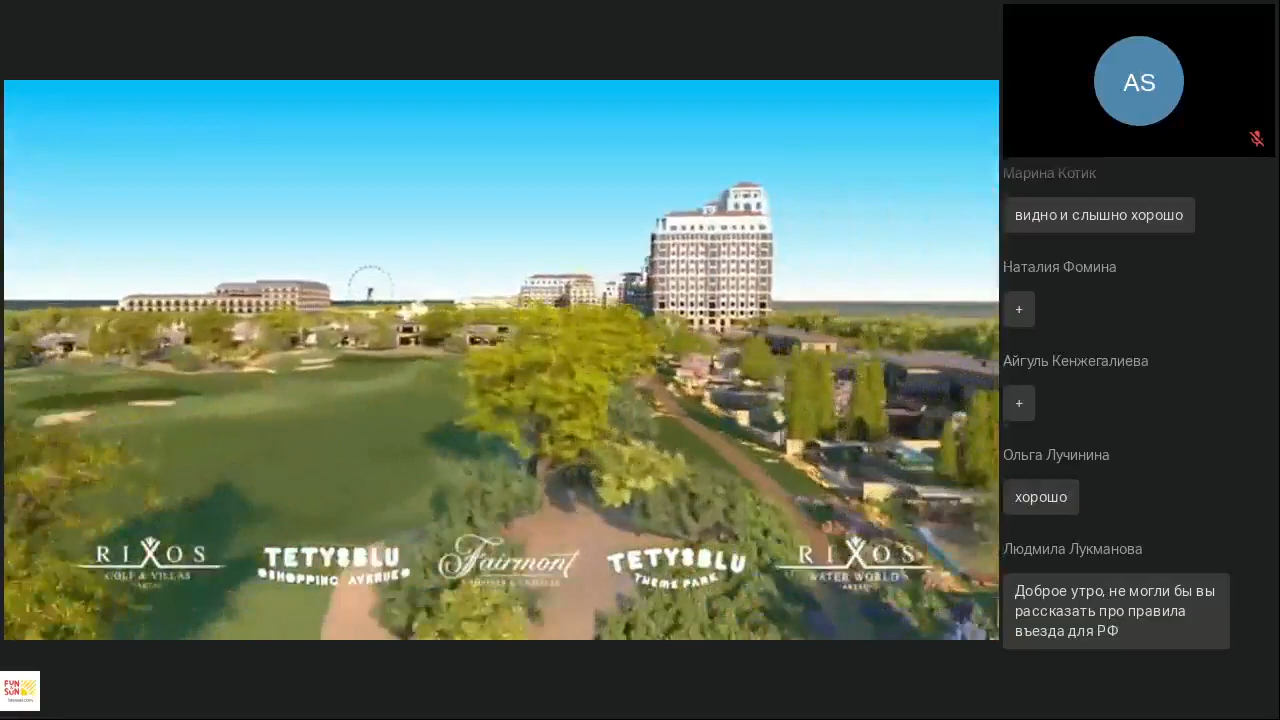 RIXOS
GOLF & VILLAS
TETYSBLU
SHOPPING AVENUE
Fairmont
TETYSBLU
THEME PARK
RIXOS
WATER WORLD
AS
Марина Котик
видно и слышно хорошо
Наталия Фомина
+
Айгуль Кенжегалиева
+
Ольга Лучинина
хорошо
Людмила Лукманова
Доброе утро, не могли бы вы
рассказать про правила
въезда для РФ
FUN
SUN